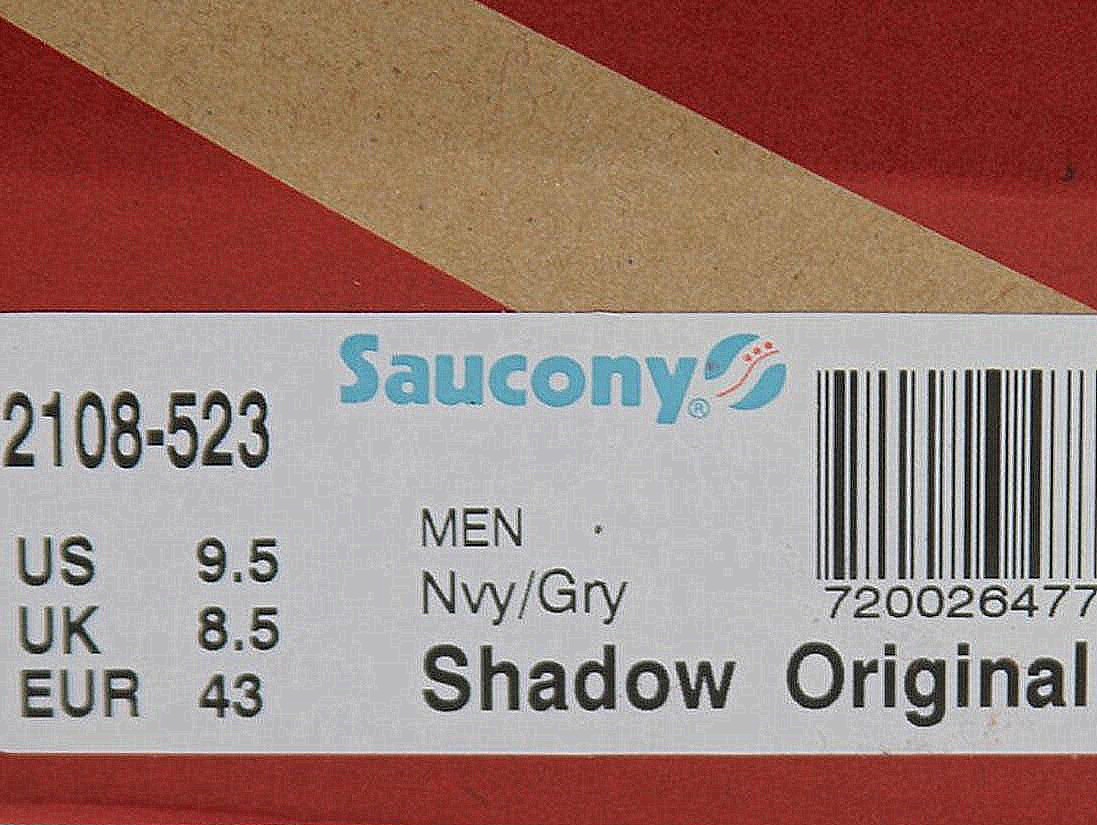 Saucony®
2108-523
MEN
Nvy/Gry
Shadow Original
US 9.5
UK 8.5
EUR 43
720026477